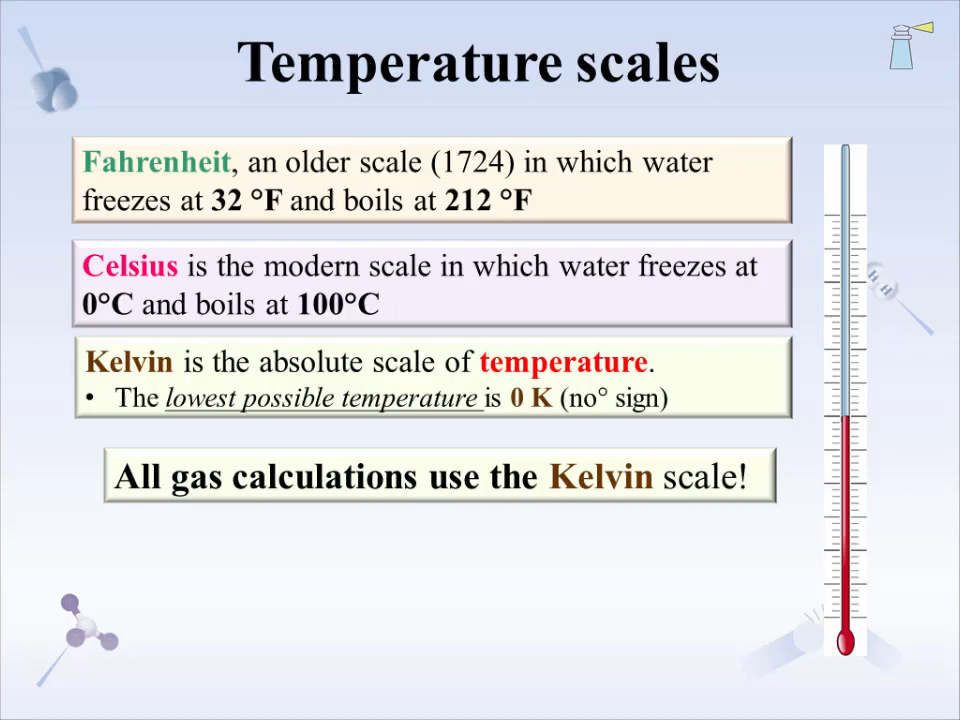 Temperature scales
Fahrenheit, an older scale (1724) in which water
freezes at 32 °F and boils at 212 °F
Celsius is the modern scale in which water freezes at
0°C and boils at 100°C
Kelvin is the absolute scale of temperature.
• The lowest possible temperature is 0 K (no° sign)
All gas calculations use the Kelvin scale!
H H